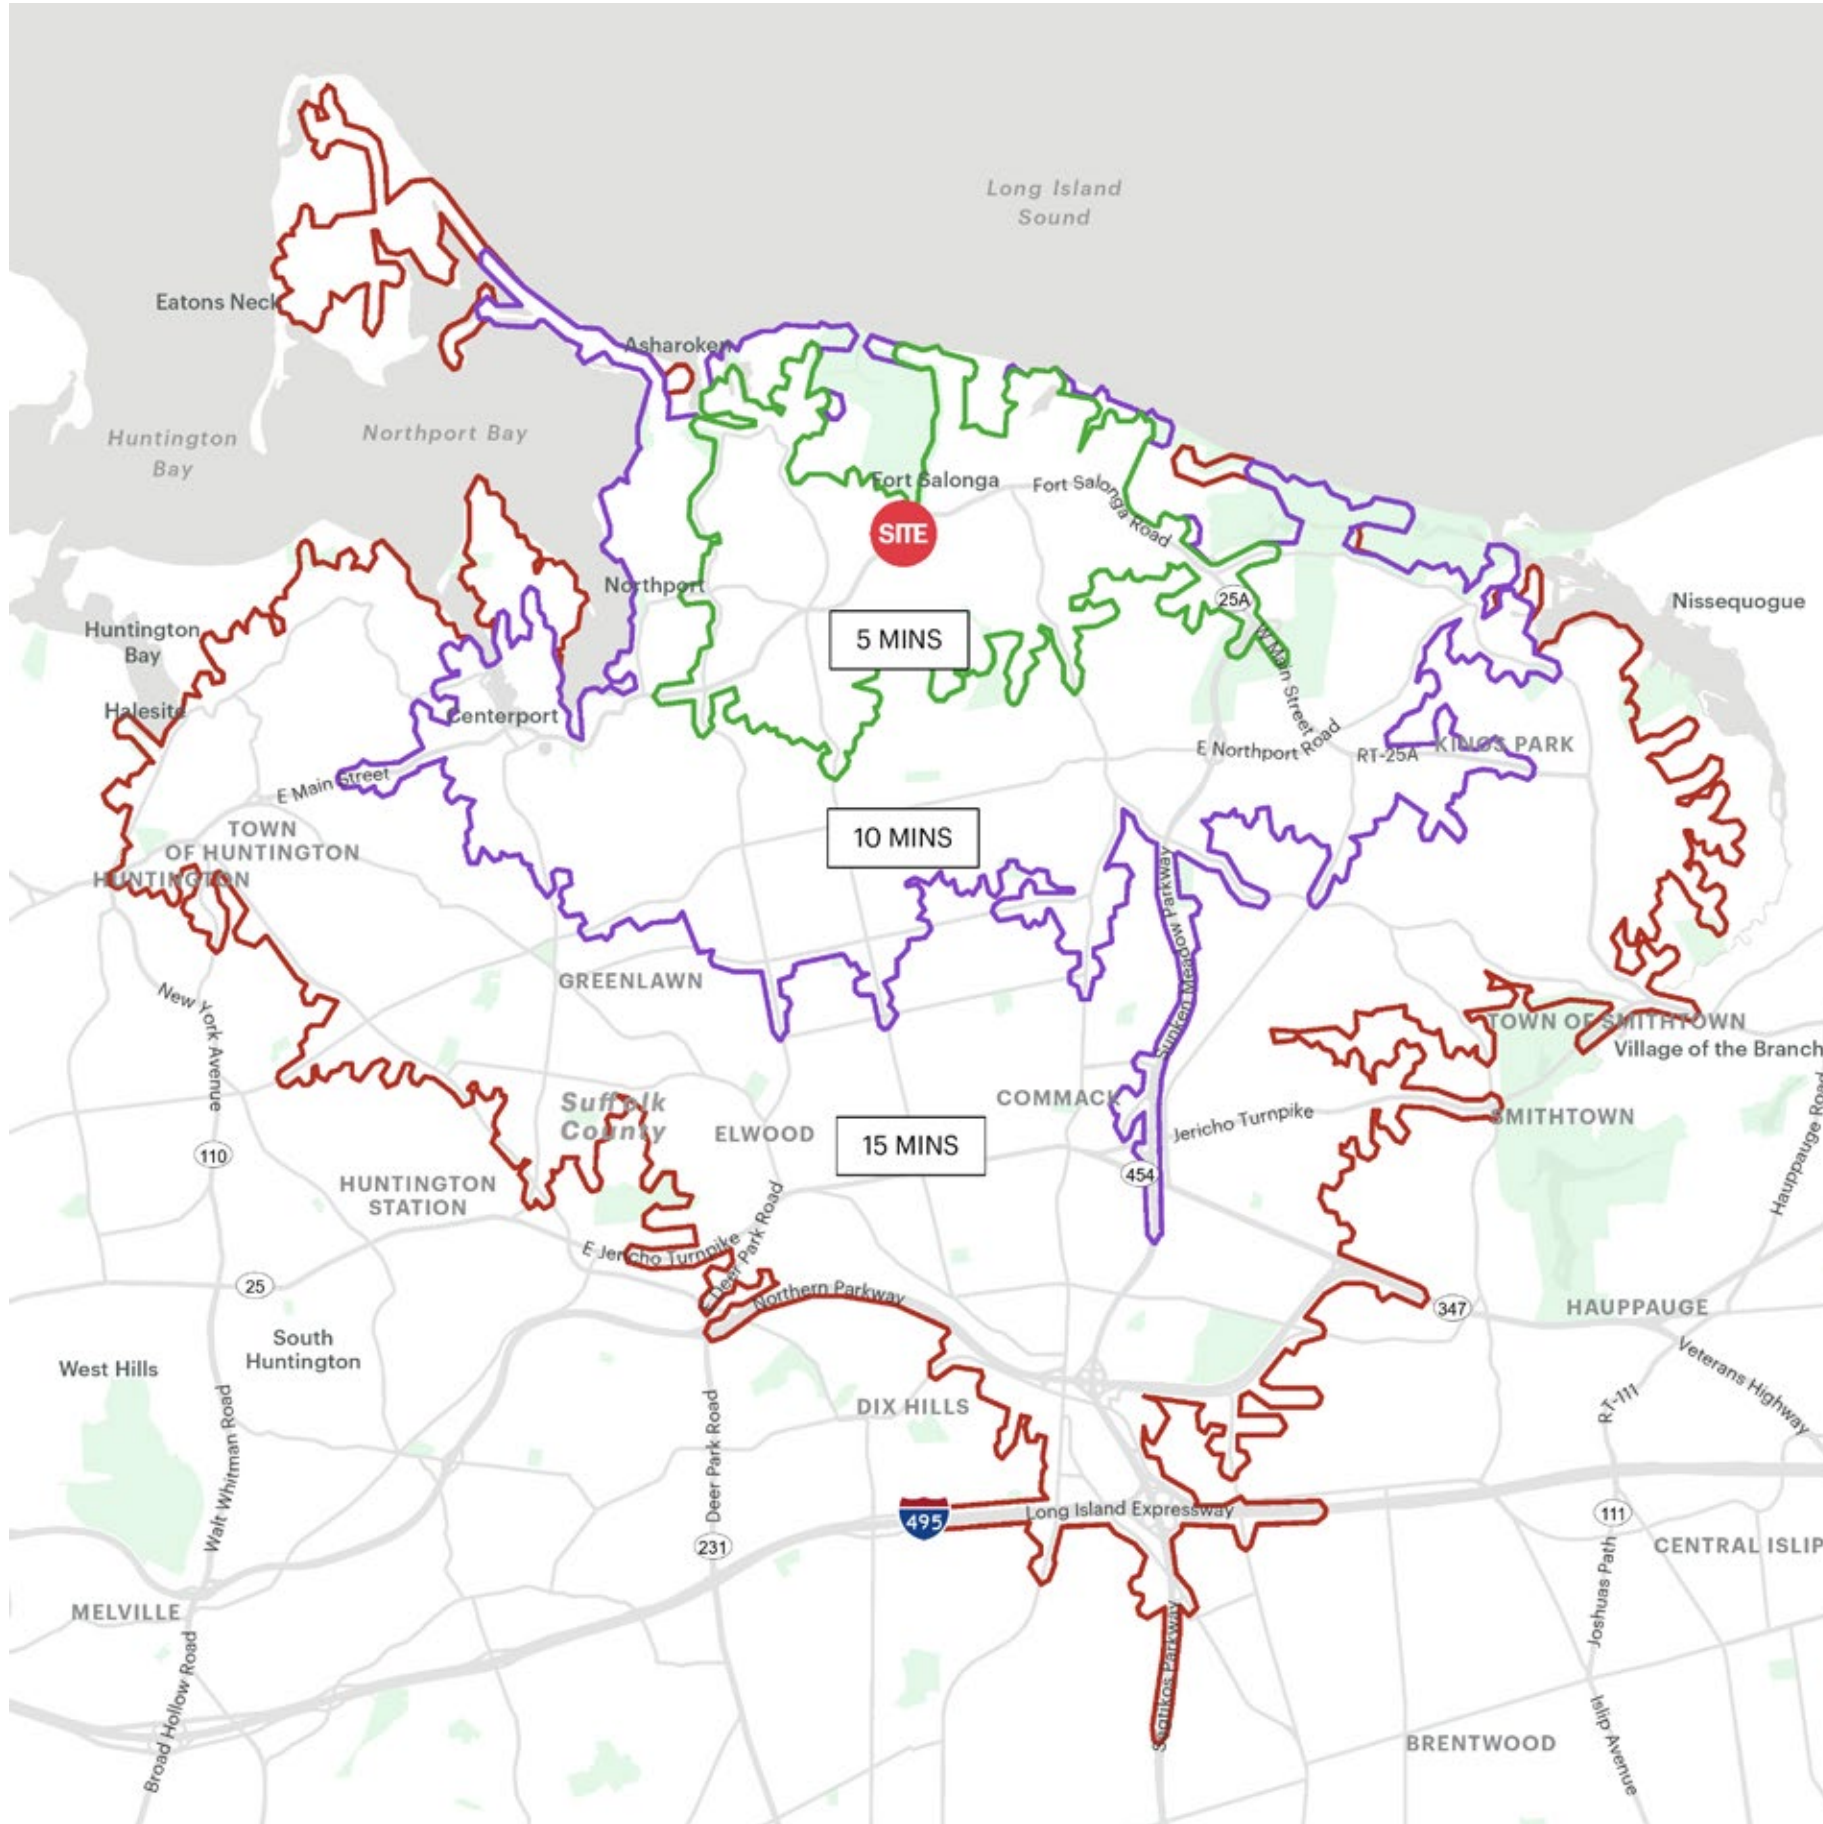 Long Island
Sound
Eatons Neck
Asharoken
Huntington
Bay
Northport Bay
Fort Salonga
Fort Salonga Road
SITE
Northport
25A
Nissequogue
Huntington
Bay
5 MINS
W Main Street
Halesite
Centerport
E Northport Road
RT-25A
KINGS PARK
E Main Street
TOWN
OF HUNTINGTON
10 MINS
HUNTINGTON
Sunken Meadow Parkway
GREENLAWN
New York Avenue
TOWN OF SMITHTOWN
Village of the Branch
COMMACK
Suffolk
County
ELWOOD
15 MINS
Jericho Turnpike
SMITHTOWN
Hauppauge Road
110
454
HUNTINGTON
STATION
E Jericho Turnpike
E Deer Park Road
25
Northern Parkway
347
HAUPPAUGE
South
Huntington
West Hills
Veterans Highway
DIX HILLS
RT-111
Walt Whitman Road
Deer Park Road
495
Long Island Expressway
111
231
CENTRAL ISLIP
Joshuas Path
MELVILLE
Sagtikos Parkway
Broad Hollow Road
Islip Avenue
BRENTWOOD